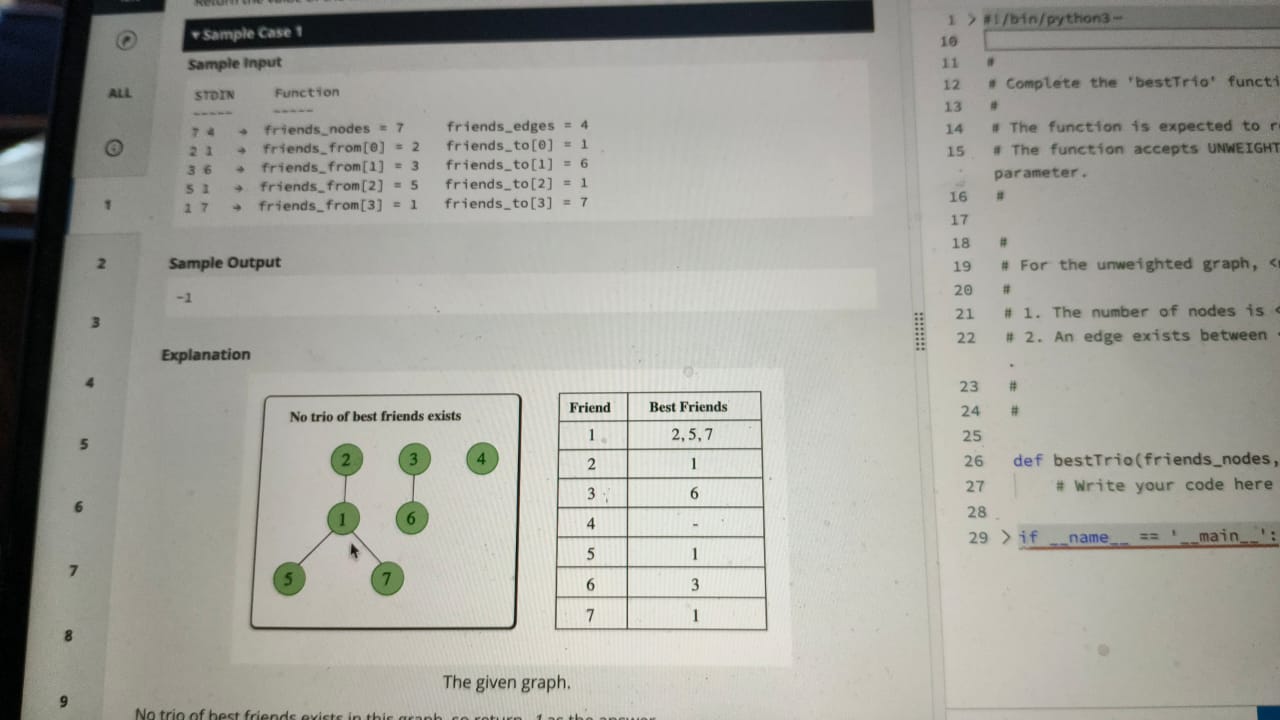 Return the value of the
▾ Sample Case 1
Sample Input
STDIN Function
----- -----
7 4 → friends_nodes = 7 friends_edges = 4
2 1 → friends_from[0] = 2 friends_to[0] = 1
3 6 → friends_from[1] = 3 friends_to[1] = 6
5 1 → friends_from[2] = 5 friends_to[2] = 1
1 7 → friends_from[3] = 1 friends_to[3] = 7
Sample Output
-1
Explanation
No trio of best friends exists
2 3 4
1 6
5 7
Friend Best Friends
1 2, 5, 7
2 1
3 6
4 -
5 1
6 3
7 1
The given graph.
No trio of best friends exists in this graph, so return -1 as the answer.
ALL
1
2
3
4
5
6
7
8
9
1 > #!/bin/python3
10
11 #
12 # Complete the 'bestTrio' functi
13 #
14 # The function is expected to r
15 # The function accepts UNWEIGHT
parameter.
16 #
17
18 #
19 # For the unweighted graph, <
20 #
21 # 1. The number of nodes is <
22 # 2. An edge exists between
.
23 #
24 #
25
26 def bestTrio(friends_nodes,
27 # Write your code here
28
29 > if __name__ == '__main__':